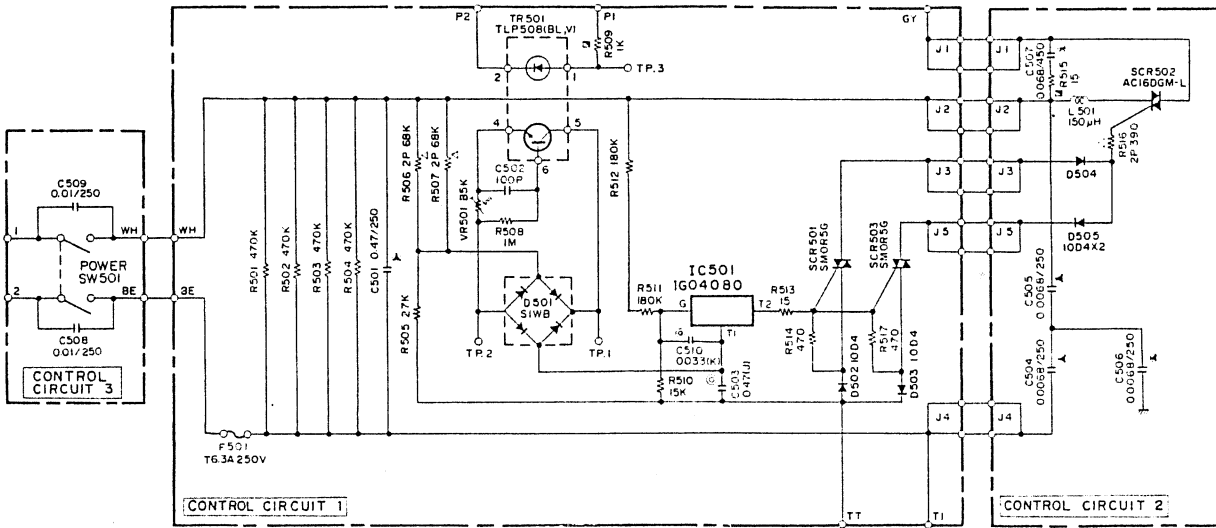 P2
TR501
TLP508(BL,V)
P1
R509
1K
2
1
TP.3
GY
J1
J1
C507
0.0068/450
R515
15
SCR502
AC16DGM-L
J2
J2
L501
150μH
R516
2P390
4
5
6
C502
100P
R506 2P 68K
R507 2P 68K
VR501 B5K
R508
1M
R512 180K
J3
J3
D504
C509
0.01/250
1
WH
WH
POWER
SW501
2
BE
C508
0.01/250
CONTROL
CIRCUIT 3
R501 470K
R502 470K
R503 470K
R504 470K
C501 0.47/250
R505 27K
D501
S1WB
TP.2
TP.1
SCR501
SM0R5G
SCR503
SM0R5G
J5
J5
D505
10D4X2
IC501
1G04080
R511
180K
G
T2
T1
R513
15
C510
0.033(K)
R514
470
R517
470
R510
15K
C503
0.47(J)
D502 10D4
D503 10D4
C505
0.0068/250
C504
0.0068/250
C506
0.0068/250
J4
J4
F501
T6.3A 250V
CONTROL CIRCUIT 1
TT
T1
CONTROL CIRCUIT 2